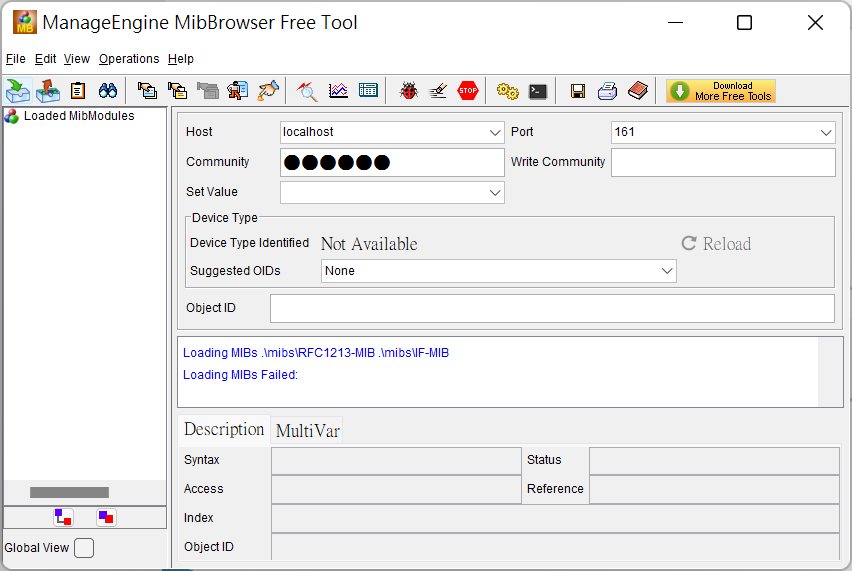 ManageEngine MibBrowser Free Tool
File Edit View Operations Help
STOP
Download
More Free Tools
Loaded MibModules
Host localhost Port 161
Community ●●●●●● Write Community
Set Value
Device Type
Device Type Identified Not Available Reload
Suggested OIDs None
Object ID
Loading MIBs .\mibs\RFC1213-MIB .\mibs\IF-MIB
Loading MIBs Failed:
Description MultiVar
Syntax Status
Access Reference
Index
Object ID
Global View